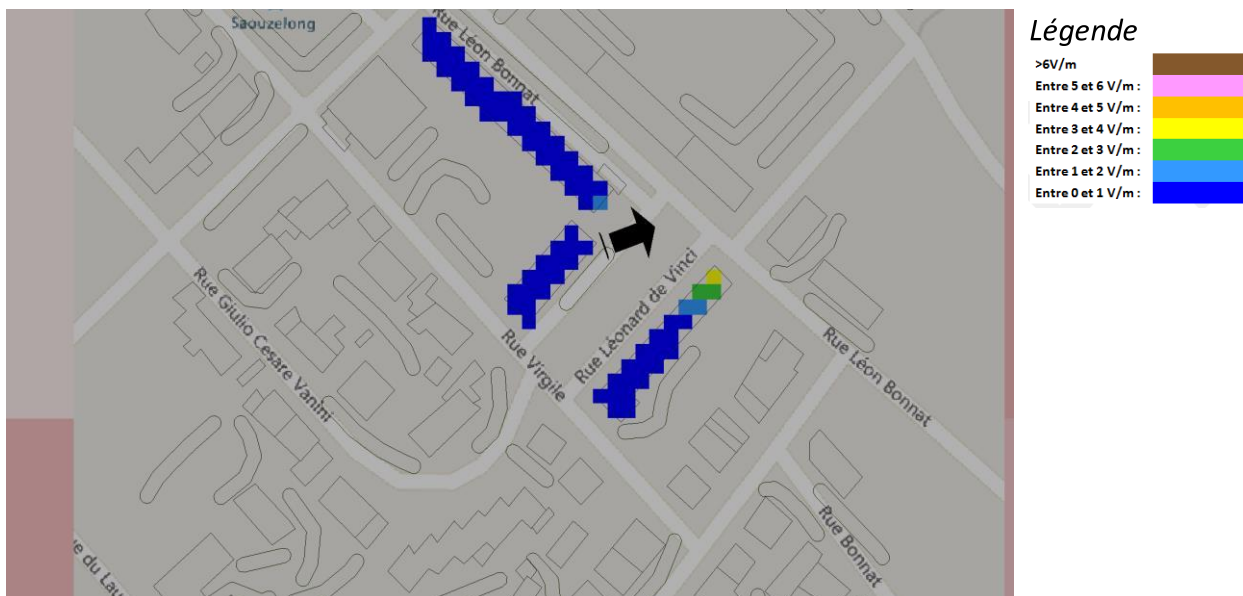 Saouzelong
Rue Léon Bonnat
Rue Léonard de Vinci
Rue Giulio Cesare Vanini
Rue Virgile
Rue Léon Bonnat
Rue Bonnat
du
Légende
>6V/m
Entre 5 et 6 V/m :
Entre 4 et 5 V/m :
Entre 3 et 4 V/m :
Entre 2 et 3 V/m :
Entre 1 et 2 V/m :
Entre 0 et 1 V/m :